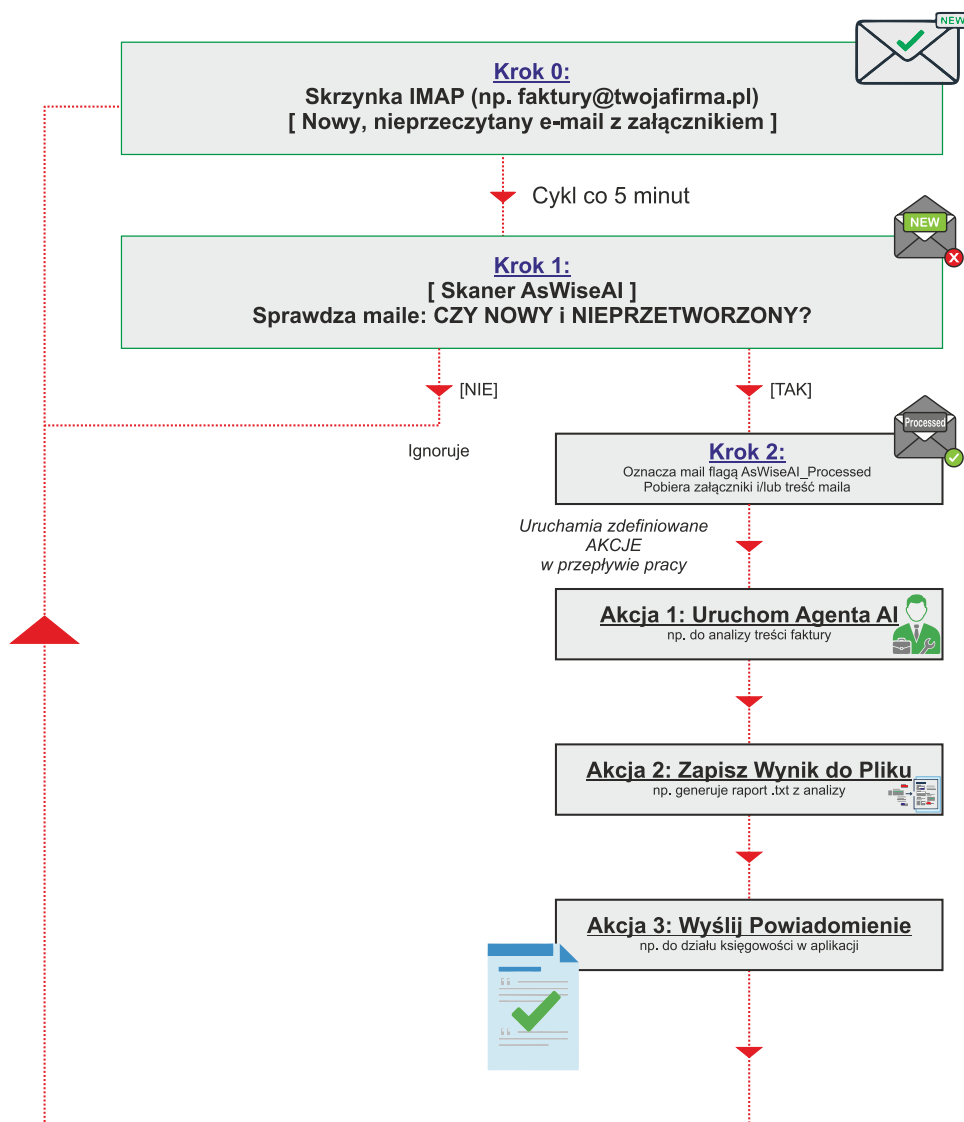 NEW
Krok 0:
Skrzynka IMAP (np. faktury@twojafirma.pl)
[ Nowy, nieprzeczytany e-mail z załącznikiem ]
Cykl co 5 minut
NEW
Krok 1:
[ Skaner AsWiseAI ]
Sprawdza maile: CZY NOWY i NIEPRZETWORZONY?
[NIE]
[TAK]
Ignoruje
Processed
Krok 2:
Oznacza mail flagą AsWiseAI_Processed
Pobiera załączniki i/lub treść maila
Uruchamia zdefiniowane
AKCJE
w przepływie pracy
Akcja 1: Uruchom Agenta AI
np. do analizy treści faktury
Akcja 2: Zapisz Wynik do Pliku
np. generuje raport .txt z analizy
Akcja 3: Wyślij Powiadomienie
np. do działu księgowości w aplikacji